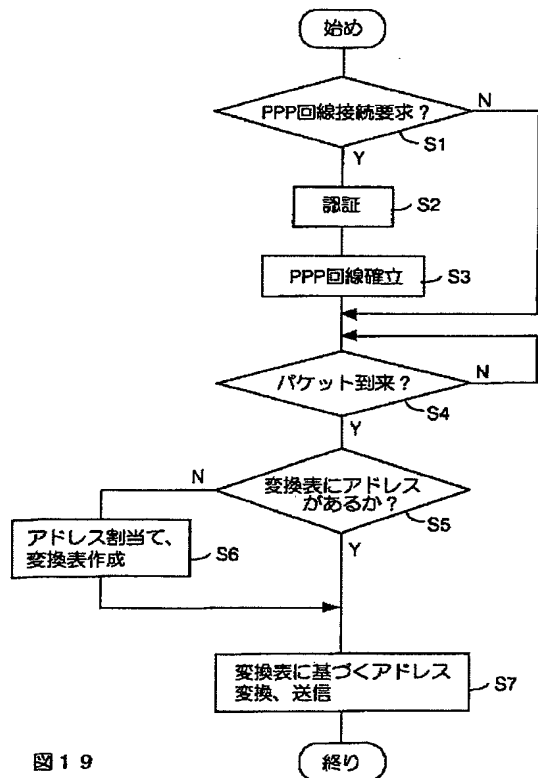 始め
PPP回線接続要求？
N
S1
Y
認証
S2
PPP回線確立
S3
パケット到来？
N
S4
Y
N
変換表にアドレス
があるか？
S5
アドレス割当て、
変換表作成
S6
Y
変換表に基づくアドレス
変換、送信
S7
図19
終り